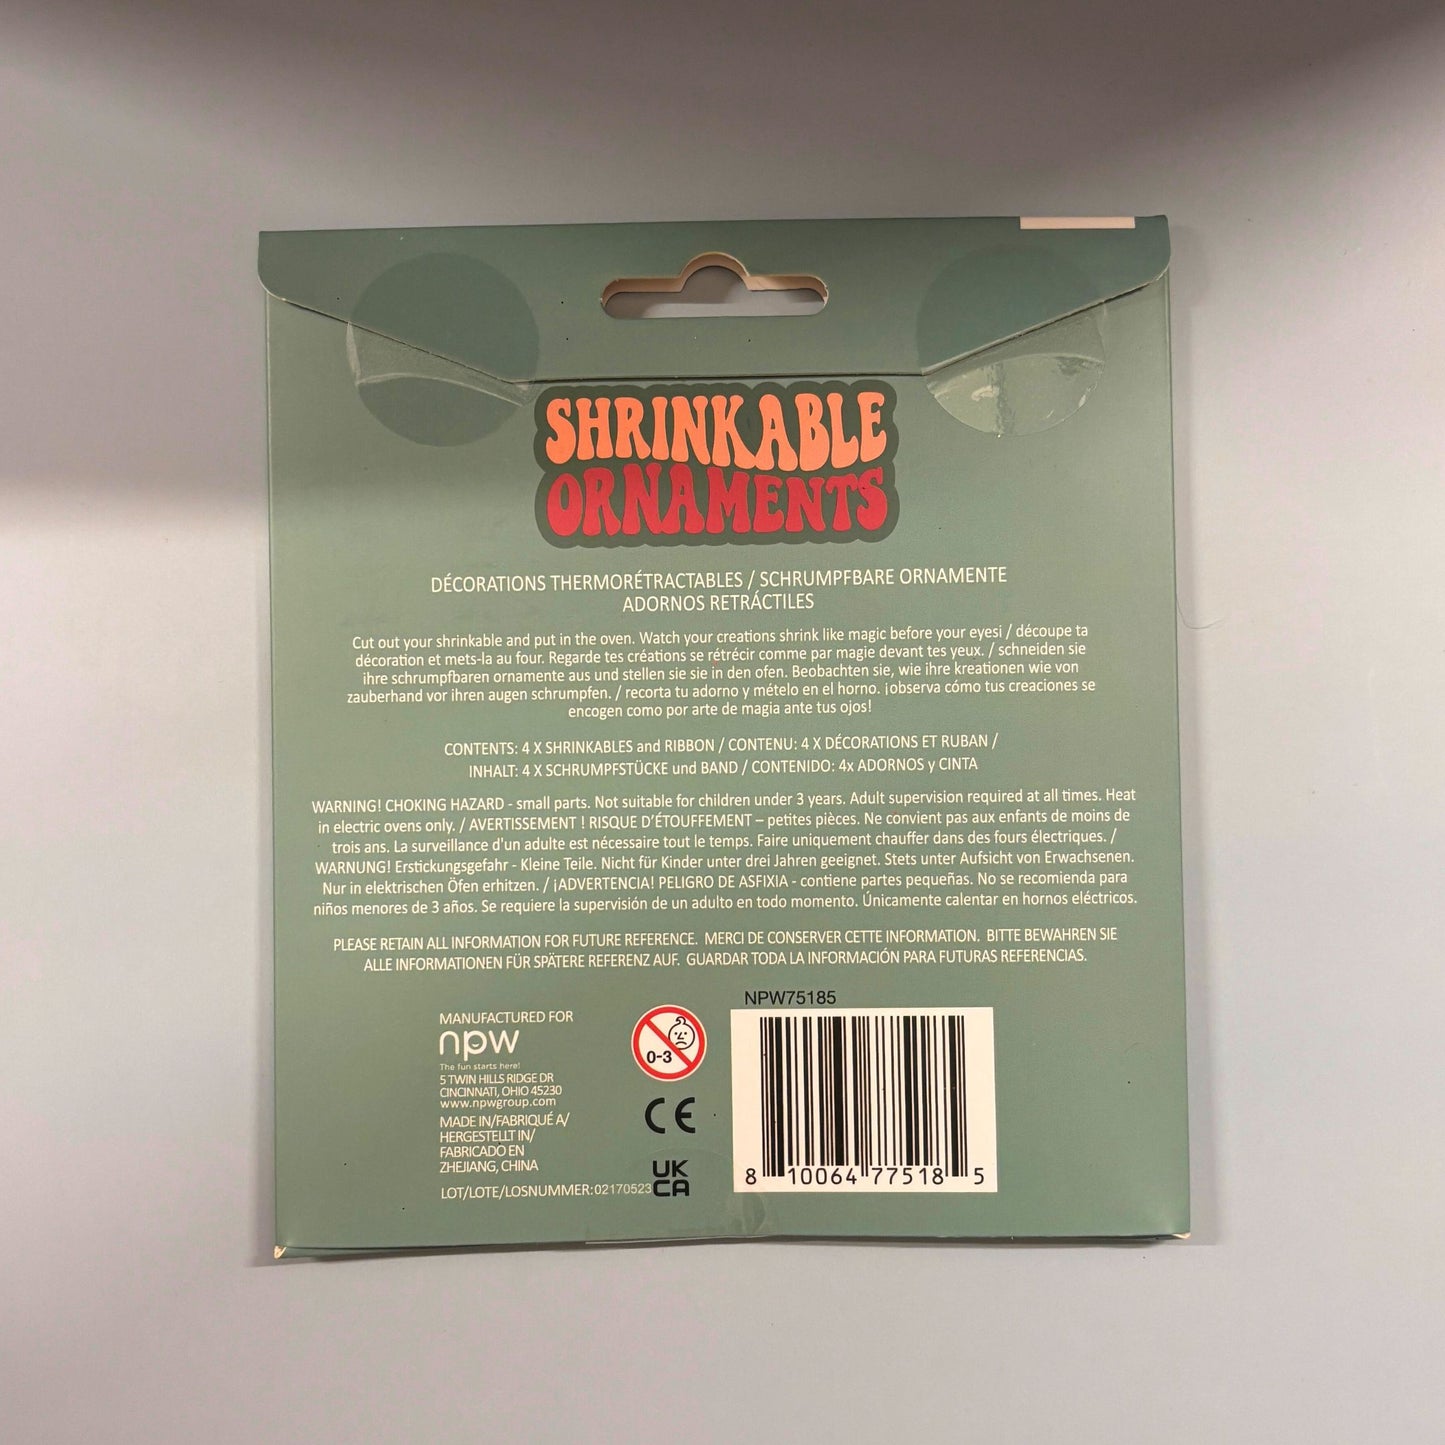 SHRINKABLE
ORNAMENTS
DÉCORATIONS THERMORÉTRACTABLES / SCHRUMPFBARE ORNAMENTE
ADORNOS RETRÁCTILES
Cut out your shrinkable and put in the oven. Watch your creations shrink like magic before your eyesi / découpe ta
décoration et mets-la au four. Regarde tes créations se rétrécir comme par magie devant tes yeux. / schneiden sie
ihre schrumpfbaren ornamente aus und stellen sie sie in den ofen. Beobachten sie, wie ihre kreationen wie von
zauberhand vor ihren augen schrumpfen. / recorta tu adorno y mételo en el horno. ¡observa cómo tus creaciones se
encogen como por arte de magia ante tus ojos!
CONTENTS: 4 X SHRINKABLES and RIBBON / CONTENU: 4 X DÉCORATIONS ET RUBAN /
INHALT: 4 X SCHRUMPFSTÜCKE und BAND / CONTENIDO: 4x ADORNOS y CINTA
WARNING! CHOKING HAZARD - small parts. Not suitable for children under 3 years. Adult supervision required at all times. Heat
in electric ovens only. / AVERTISSEMENT ! RISQUE D'ÉTOUFFEMENT – petites pièces. Ne convient pas aux enfants de moins de
trois ans. La surveillance d'un adulte est nécessaire tout le temps. Faire uniquement chauffer dans des fours électriques. /
WARNUNG! Erstickungsgefahr - Kleine Teile. Nicht für Kinder unter drei Jahren geeignet. Stets unter Aufsicht von Erwachsenen.
Nur in elektrischen Öfen erhitzen. / ¡ADVERTENCIA! PELIGRO DE ASFIXIA - contiene partes pequeñas. No se recomienda para
niños menores de 3 años. Se requiere la supervisión de un adulto en todo momento. Únicamente calentar en hornos eléctricos.
PLEASE RETAIN ALL INFORMATION FOR FUTURE REFERENCE. MERCI DE CONSERVER CETTE INFORMATION. BITTE BEWAHREN SIE
ALLE INFORMATIONEN FÜR SPÄTERE REFERENZ AUF. GUARDAR TODA LA INFORMACIÓN PARA FUTURAS REFERENCIAS.
MANUFACTURED FOR
npw
The fun starts here!
5 TWIN HILLS RIDGE DR
CINCINNATI, OHIO 45230
www.npwgroup.com
MADE IN/FABRIQUÉ A/
HERGESTELLT IN/
FABRICADO EN
ZHEJIANG, CHINA
LOT/LOTE/LOSNUMMER:02170523
0-3
CE
UK
CA
NPW75185
8 10064 77518 5